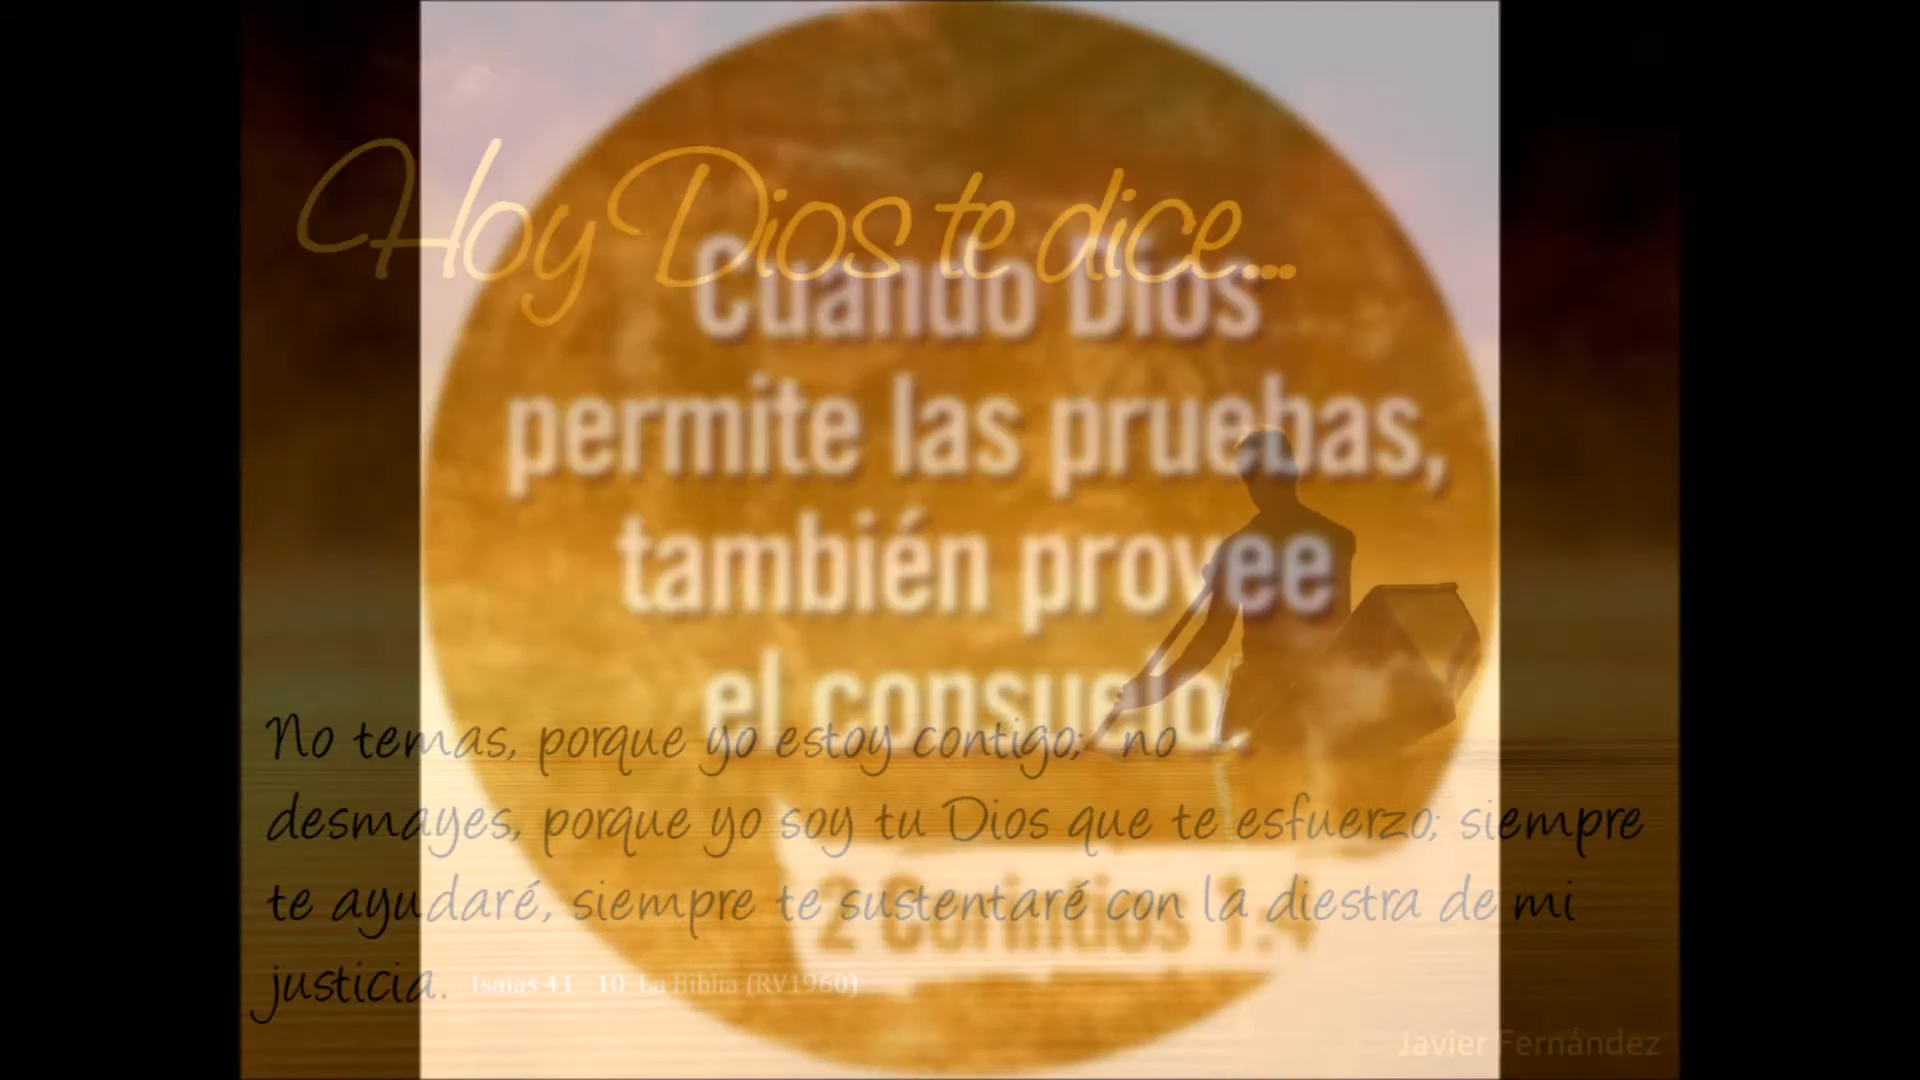 Hoy Dios te dice...
Cuando Dios
permite las pruebas,
también provee
el consuelo.
2 Corintios 1:4
No temas, porque yo estoy contigo; no
desmayes, porque yo soy tu Dios que te esfuerzo; siempre
te ayudaré, siempre te sustentaré con la diestra de mi
justicia. Isaías 41 : 10 La Biblia (RV1960)
Javier Fernández